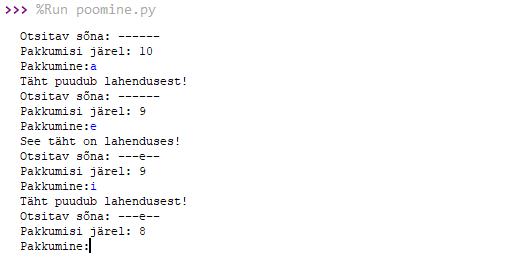 >>> %Run poomine.py
Otsitav sõna: ------
Pakkumisi järel: 10
Pakkumine:a
Täht puudub lahendusest!
Otsitav sõna: ------
Pakkumisi järel: 9
Pakkumine:e
See täht on lahenduses!
Otsitav sõna: ---e--
Pakkumisi järel: 9
Pakkumine:i
Täht puudub lahendusest!
Otsitav sõna: ---e--
Pakkumisi järel: 8
Pakkumine: